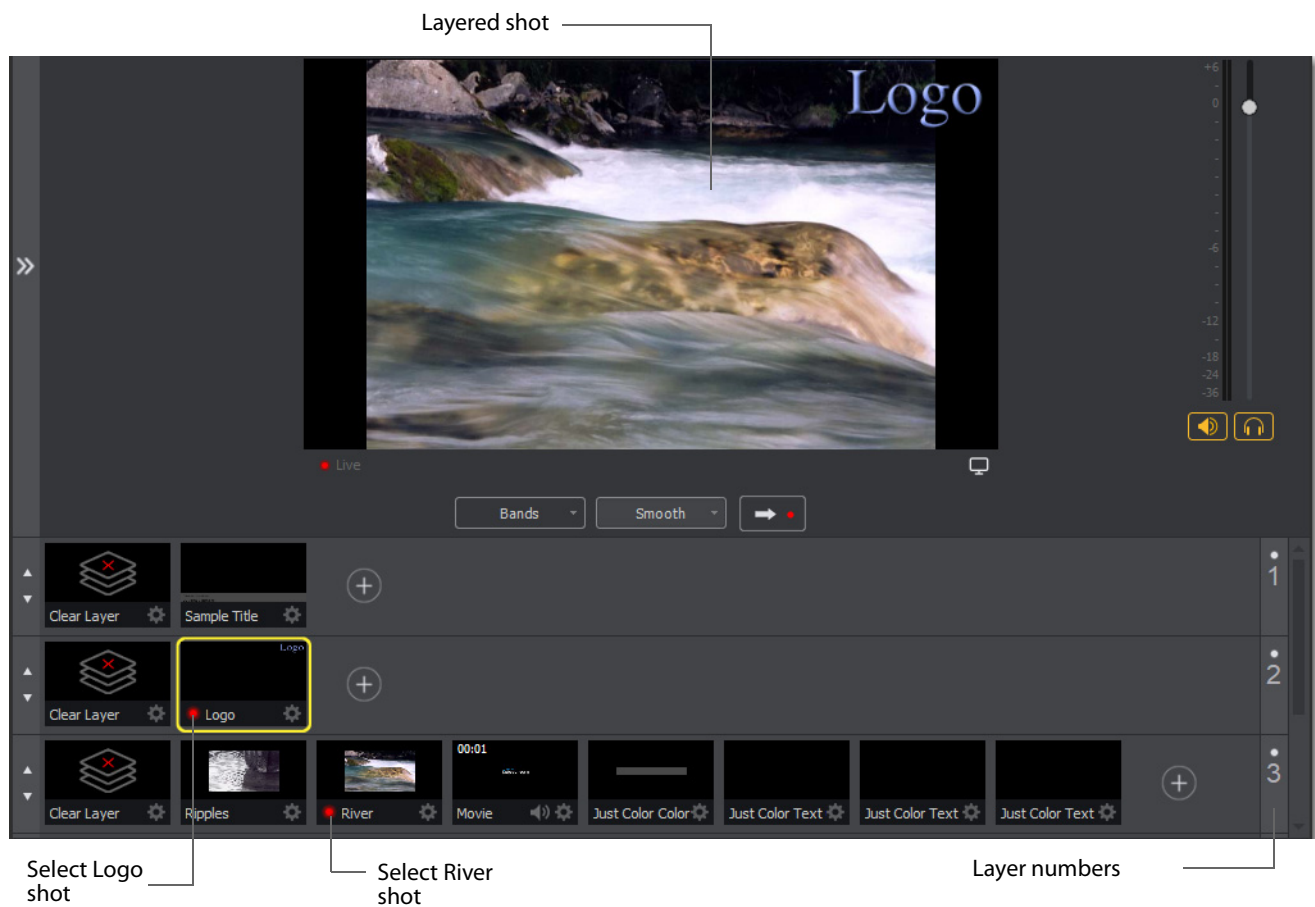 Layered shot
Logo
+6
0
-6
-12
-18
-24
-36
Live
Bands
Smooth
Clear Layer
Sample Title
1
Logo
Clear Layer
Logo
2
00:01
Clear Layer
Ripples
River
Movie
Just Color Color
Just Color Text
Just Color Text
Just Color Text
3
Select Logo
shot
Select River
shot
Layer numbers